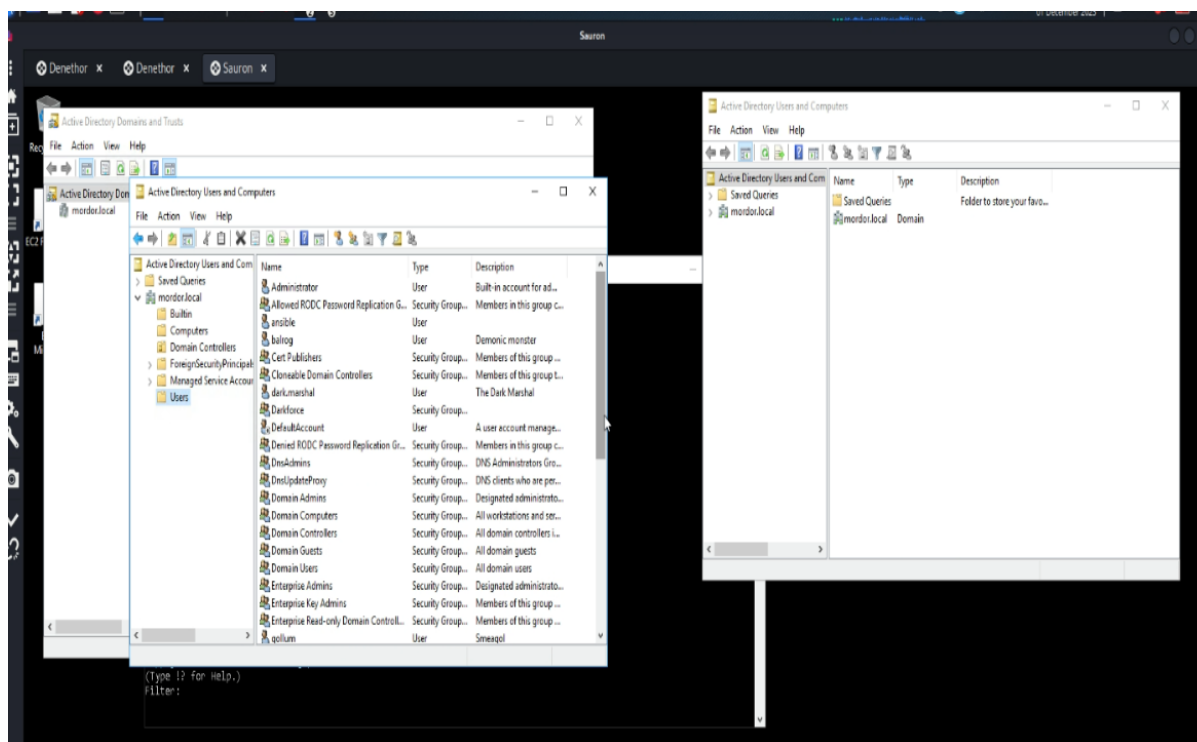 01 December 2023
Sauron
Denethor × Denethor × Sauron ×
Active Directory Domains and Trusts
File Action View Help
Active Directory Dom
mordor.local
Active Directory Users and Computers
File Action View Help
Active Directory Users and Com
Saved Queries
mordor.local
Builtin
Computers
Domain Controllers
ForeignSecurityPrincipals
Managed Service Accour
Users
Name Type Description
Administrator User Built-in account for ad...
Allowed RODC Password Replication G... Security Group... Members in this group c...
ansible User
balrog User Demonic monster
Cert Publishers Security Group... Members of this group ...
Cloneable Domain Controllers Security Group... Members of this group t...
dark.marshal User The Dark Marshal
Darkforce Security Group...
DefaultAccount User A user account manage...
Denied RODC Password Replication Gr... Security Group... Members in this group c...
DnsAdmins Security Group... DNS Administrators Gro...
DnsUpdateProxy Security Group... DNS clients who are per...
Domain Admins Security Group... Designated administrato...
Domain Computers Security Group... All workstations and ser...
Domain Controllers Security Group... All domain controllers i...
Domain Guests Security Group... All domain guests
Domain Users Security Group... All domain users
Enterprise Admins Security Group... Designated administrato...
Enterprise Key Admins Security Group... Members of this group ...
Enterprise Read-only Domain Controll... Security Group... Members of this group ...
gollum User Smeagol
Active Directory Users and Computers
File Action View Help
Active Directory Users and Com
Saved Queries
mordor.local
Name Type Description
Saved Queries Folder to store your favo...
mordor.local Domain
Rec
EC2 F
Mi
(Type !? for Help.)
Filter: